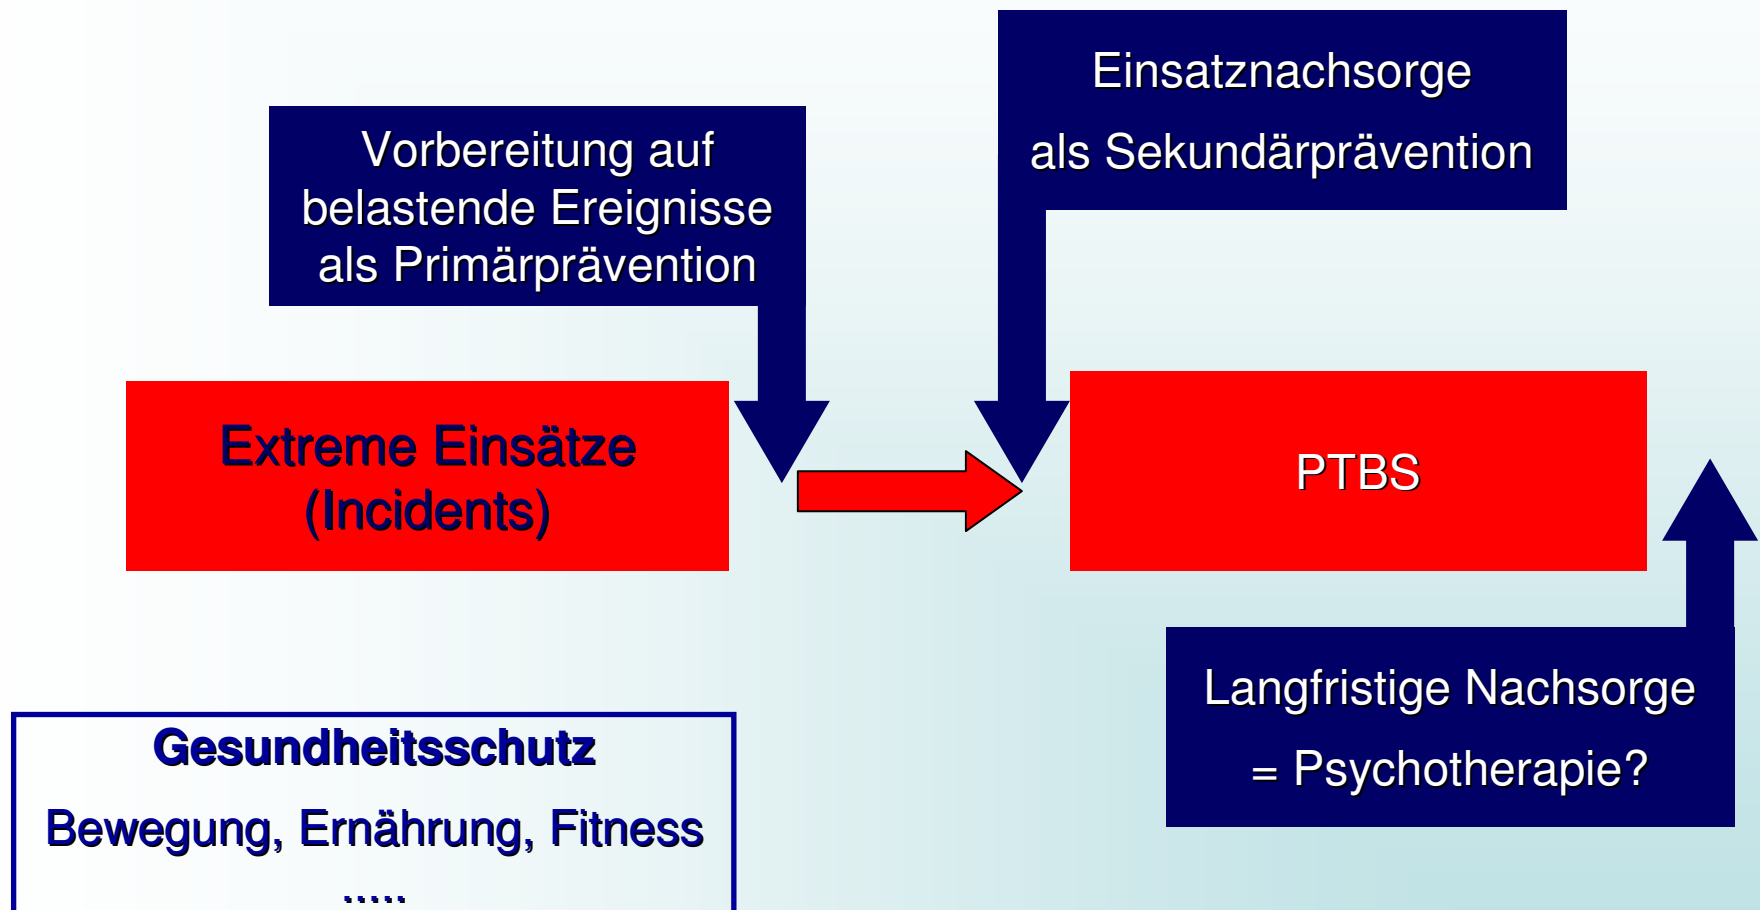 Einsatznachsorge
als Sekundärprävention
Vorbereitung auf
belastende Ereignisse
als Primärprävention
Extreme Einsätze
(Incidents)
PTBS
Langfristige Nachsorge
= Psychotherapie?
Gesundheitsschutz
Bewegung, Ernährung, Fitness
.....